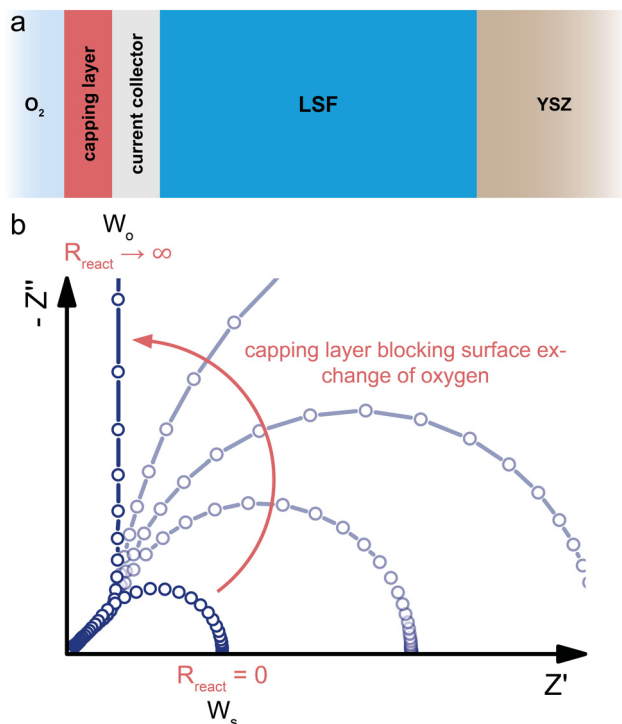 a
O2
capping layer
current collector
LSF
YSZ
b
Wo
Rreact → ∞
- Z''
capping layer blocking surface ex-
change of oxygen
Rreact = 0
Z'
Ws